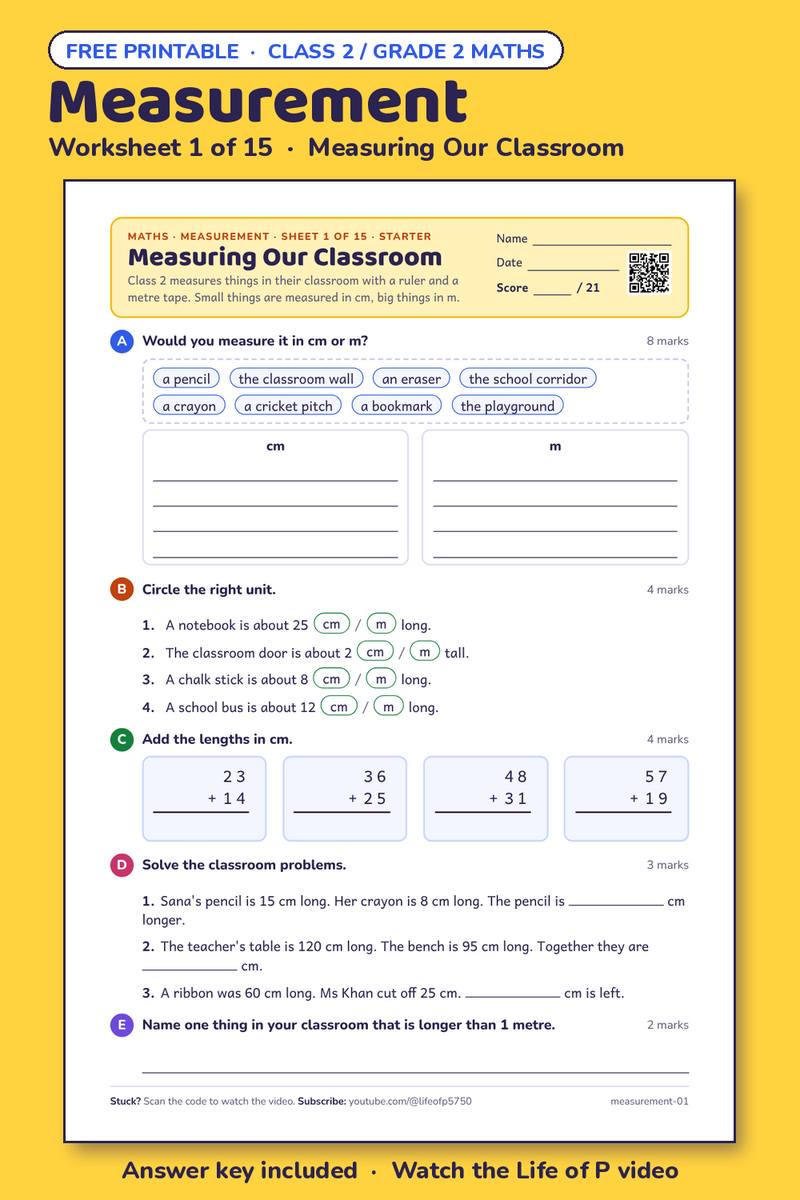 FREE PRINTABLE · CLASS 2 / GRADE 2 MATHS
Measurement
Worksheet 1 of 15 · Measuring Our Classroom
MATHS · MEASUREMENT · SHEET 1 OF 15 · STARTER
Measuring Our Classroom
Class 2 measures things in their classroom with a ruler and a
metre tape. Small things are measured in cm, big things in m.
Name
Date
Score / 21
A Would you measure it in cm or m? 8 marks
a pencil the classroom wall an eraser the school corridor
a crayon a cricket pitch a bookmark the playground
cm m
B Circle the right unit. 4 marks
1. A notebook is about 25 cm / m long.
2. The classroom door is about 2 cm / m tall.
3. A chalk stick is about 8 cm / m long.
4. A school bus is about 12 cm / m long.
C Add the lengths in cm. 4 marks
23 36 48 57
+ 14 + 25 + 31 + 19
D Solve the classroom problems. 3 marks
1. Sana's pencil is 15 cm long. Her crayon is 8 cm long. The pencil is ____________ cm
longer.
2. The teacher's table is 120 cm long. The bench is 95 cm long. Together they are
____________ cm.
3. A ribbon was 60 cm long. Ms Khan cut off 25 cm. ____________ cm is left.
E Name one thing in your classroom that is longer than 1 metre. 2 marks
Stuck? Scan the code to watch the video. Subscribe: youtube.com/@lifeofp5750 measurement-01
Answer key included · Watch the Life of P video